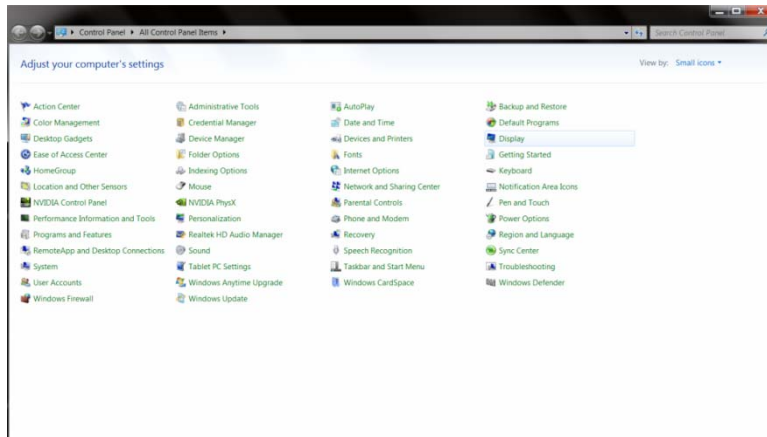 Control Panel ▸ All Control Panel Items ▸ Search Control Panel
Adjust your computer's settings View by: Small icons
Action Center Administrative Tools AutoPlay Backup and Restore
Color Management Credential Manager Date and Time Default Programs
Desktop Gadgets Device Manager Devices and Printers Display
Ease of Access Center Folder Options Fonts Getting Started
HomeGroup Indexing Options Internet Options Keyboard
Location and Other Sensors Mouse Network and Sharing Center Notification Area Icons
NVIDIA Control Panel NVIDIA PhysX Parental Controls Pen and Touch
Performance Information and Tools Personalization Phone and Modem Power Options
Programs and Features Realtek HD Audio Manager Recovery Region and Language
RemoteApp and Desktop Connections Sound Speech Recognition Sync Center
System Tablet PC Settings Taskbar and Start Menu Troubleshooting
User Accounts Windows Anytime Upgrade Windows CardSpace Windows Defender
Windows Firewall Windows Update